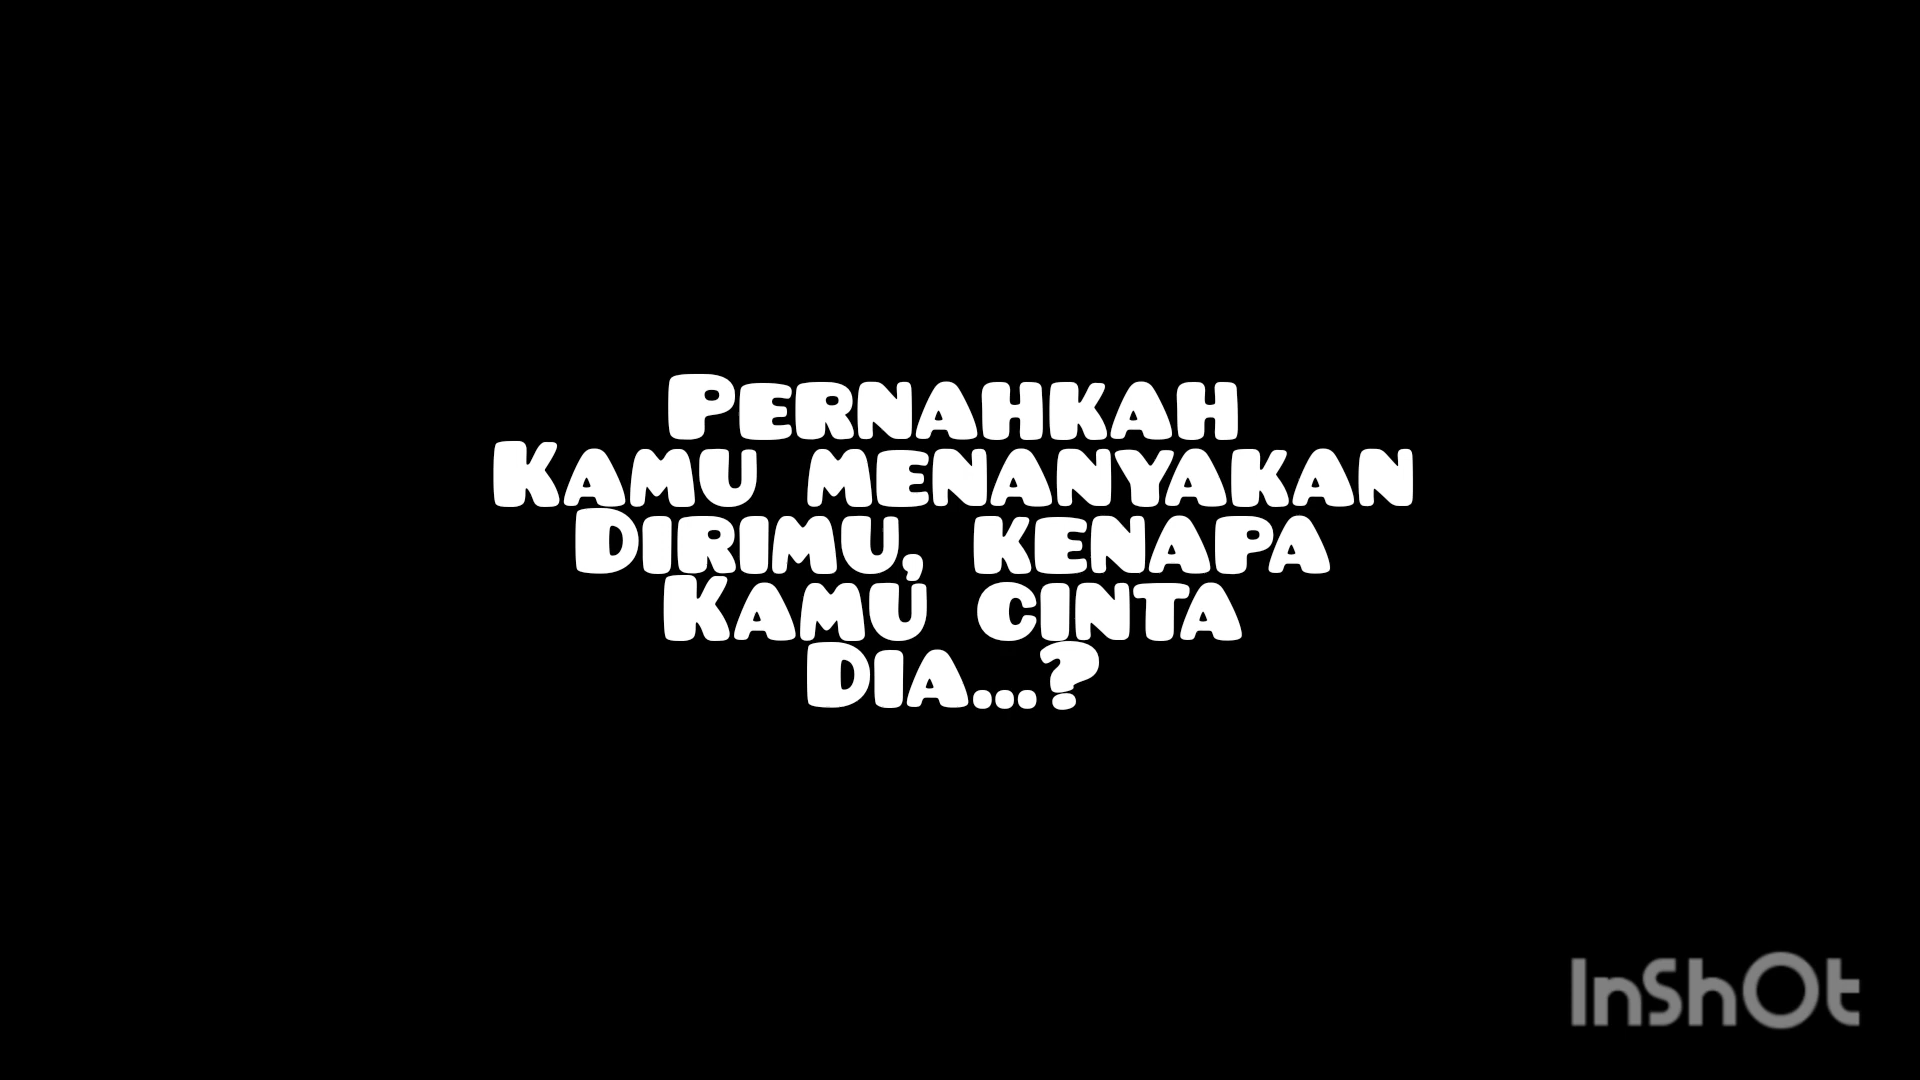 Pernahkah
Kamu menanyakan
Dirimu, kenapa
Kamu cinta
Dia...?
InShOt